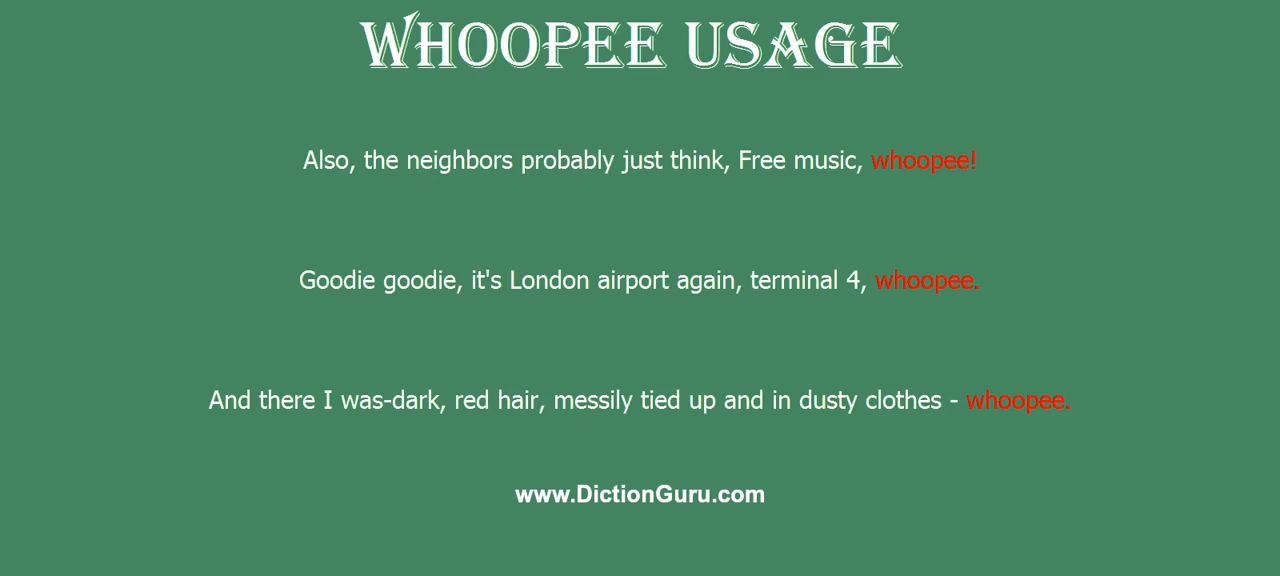 WHOOPEE USAGE
Also, the neighbors probably just think, Free music, whoopee!
Goodie goodie, it's London airport again, terminal 4, whoopee.
And there I was-dark, red hair, messily tied up and in dusty clothes - whoopee.
www.DictionGuru.com